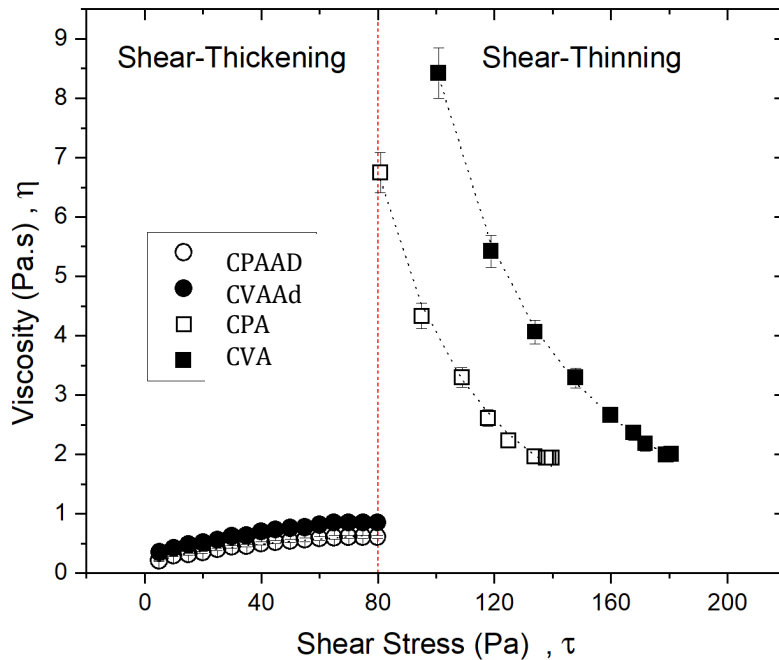 Shear-Thickening
Shear-Thinning
CPAAD
CVAAd
CPA
CVA
Viscosity (Pa.s) , η
9
8
7
6
5
4
3
2
1
0
0 40 80 120 160 200
Shear Stress (Pa) , τ